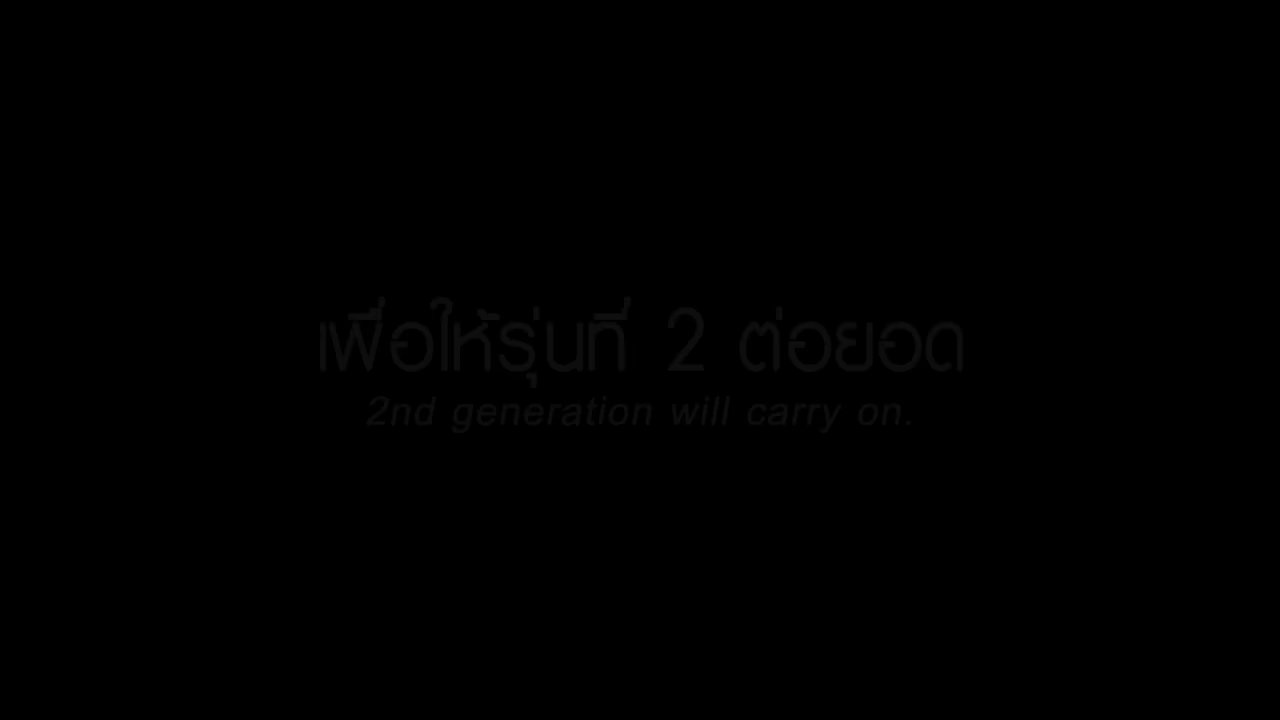 เพื่อให้รุ่นที่ 2 ต่อยอด
2nd generation will carry on.